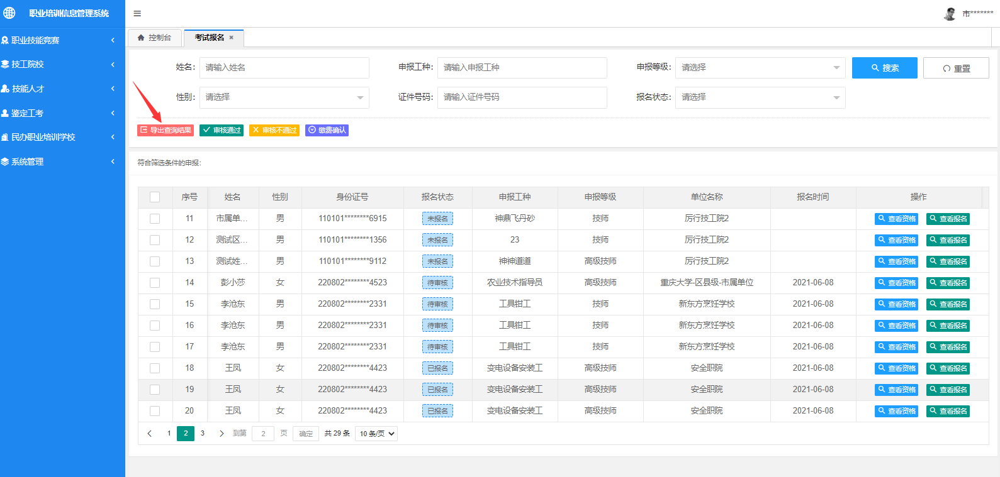 职业培训信息管理系统
市*******
职业技能竞赛
技工院校
技能人才
鉴定工考
民办职业培训学校
系统管理
控制台 考试报名 ×
姓名: 请输入姓名 申报工种: 请输入申报工种 申报等级: 请选择 搜索 重置
性别: 请选择 证件号码: 请输入证件号码 报名状态: 请选择
导出查询结果 审核通过 审核不通过 缴费确认
符合筛选条件的申报:
序号 姓名 性别 身份证号 报名状态 申报工种 申报等级 单位名称 报名时间 操作
11 市属单... 男 110101********6915 未报名 神鼎飞丹砂 技师 厉行技工院2 查看资格 查看报名
12 测试区... 男 110101********1356 未报名 23 技师 厉行技工院2 查看资格 查看报名
13 测试姓... 男 110101********9112 未报名 神神道道 高级技师 厉行技工院2 查看资格 查看报名
14 彭小莎 女 220802********4523 待审核 农业技术指导员 高级技师 重庆大学-区县级-市属单位 2021-06-08 查看资格 查看报名
15 李沧东 男 220802********2331 待审核 工具钳工 技师 新东方烹饪学校 2021-06-08 查看资格 查看报名
16 李沧东 男 220802********2331 待审核 工具钳工 技师 新东方烹饪学校 2021-06-08 查看资格 查看报名
17 李沧东 男 220802********2331 待审核 工具钳工 技师 新东方烹饪学校 2021-06-08 查看资格 查看报名
18 王凤 女 220802********4423 已报名 变电设备安装工 高级技师 安全职院 2021-06-08 查看资格 查看报名
19 王凤 女 220802********4423 已报名 变电设备安装工 高级技师 安全职院 2021-06-08 查看资格 查看报名
20 王凤 女 220802********4423 已报名 变电设备安装工 高级技师 安全职院 2021-06-08 查看资格 查看报名
1 2 3 到第 2 页 确定 共 29 条 10 条/页